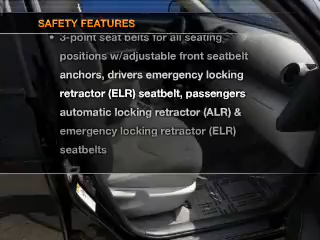 SAFETY FEATURES
• 3-point seat belts for all seating
positions w/adjustable front seatbelt
anchors, drivers emergency locking
retractor (ELR) seatbelt, passengers
automatic locking retractor (ALR) &
emergency locking retractor (ELR)
seatbelts